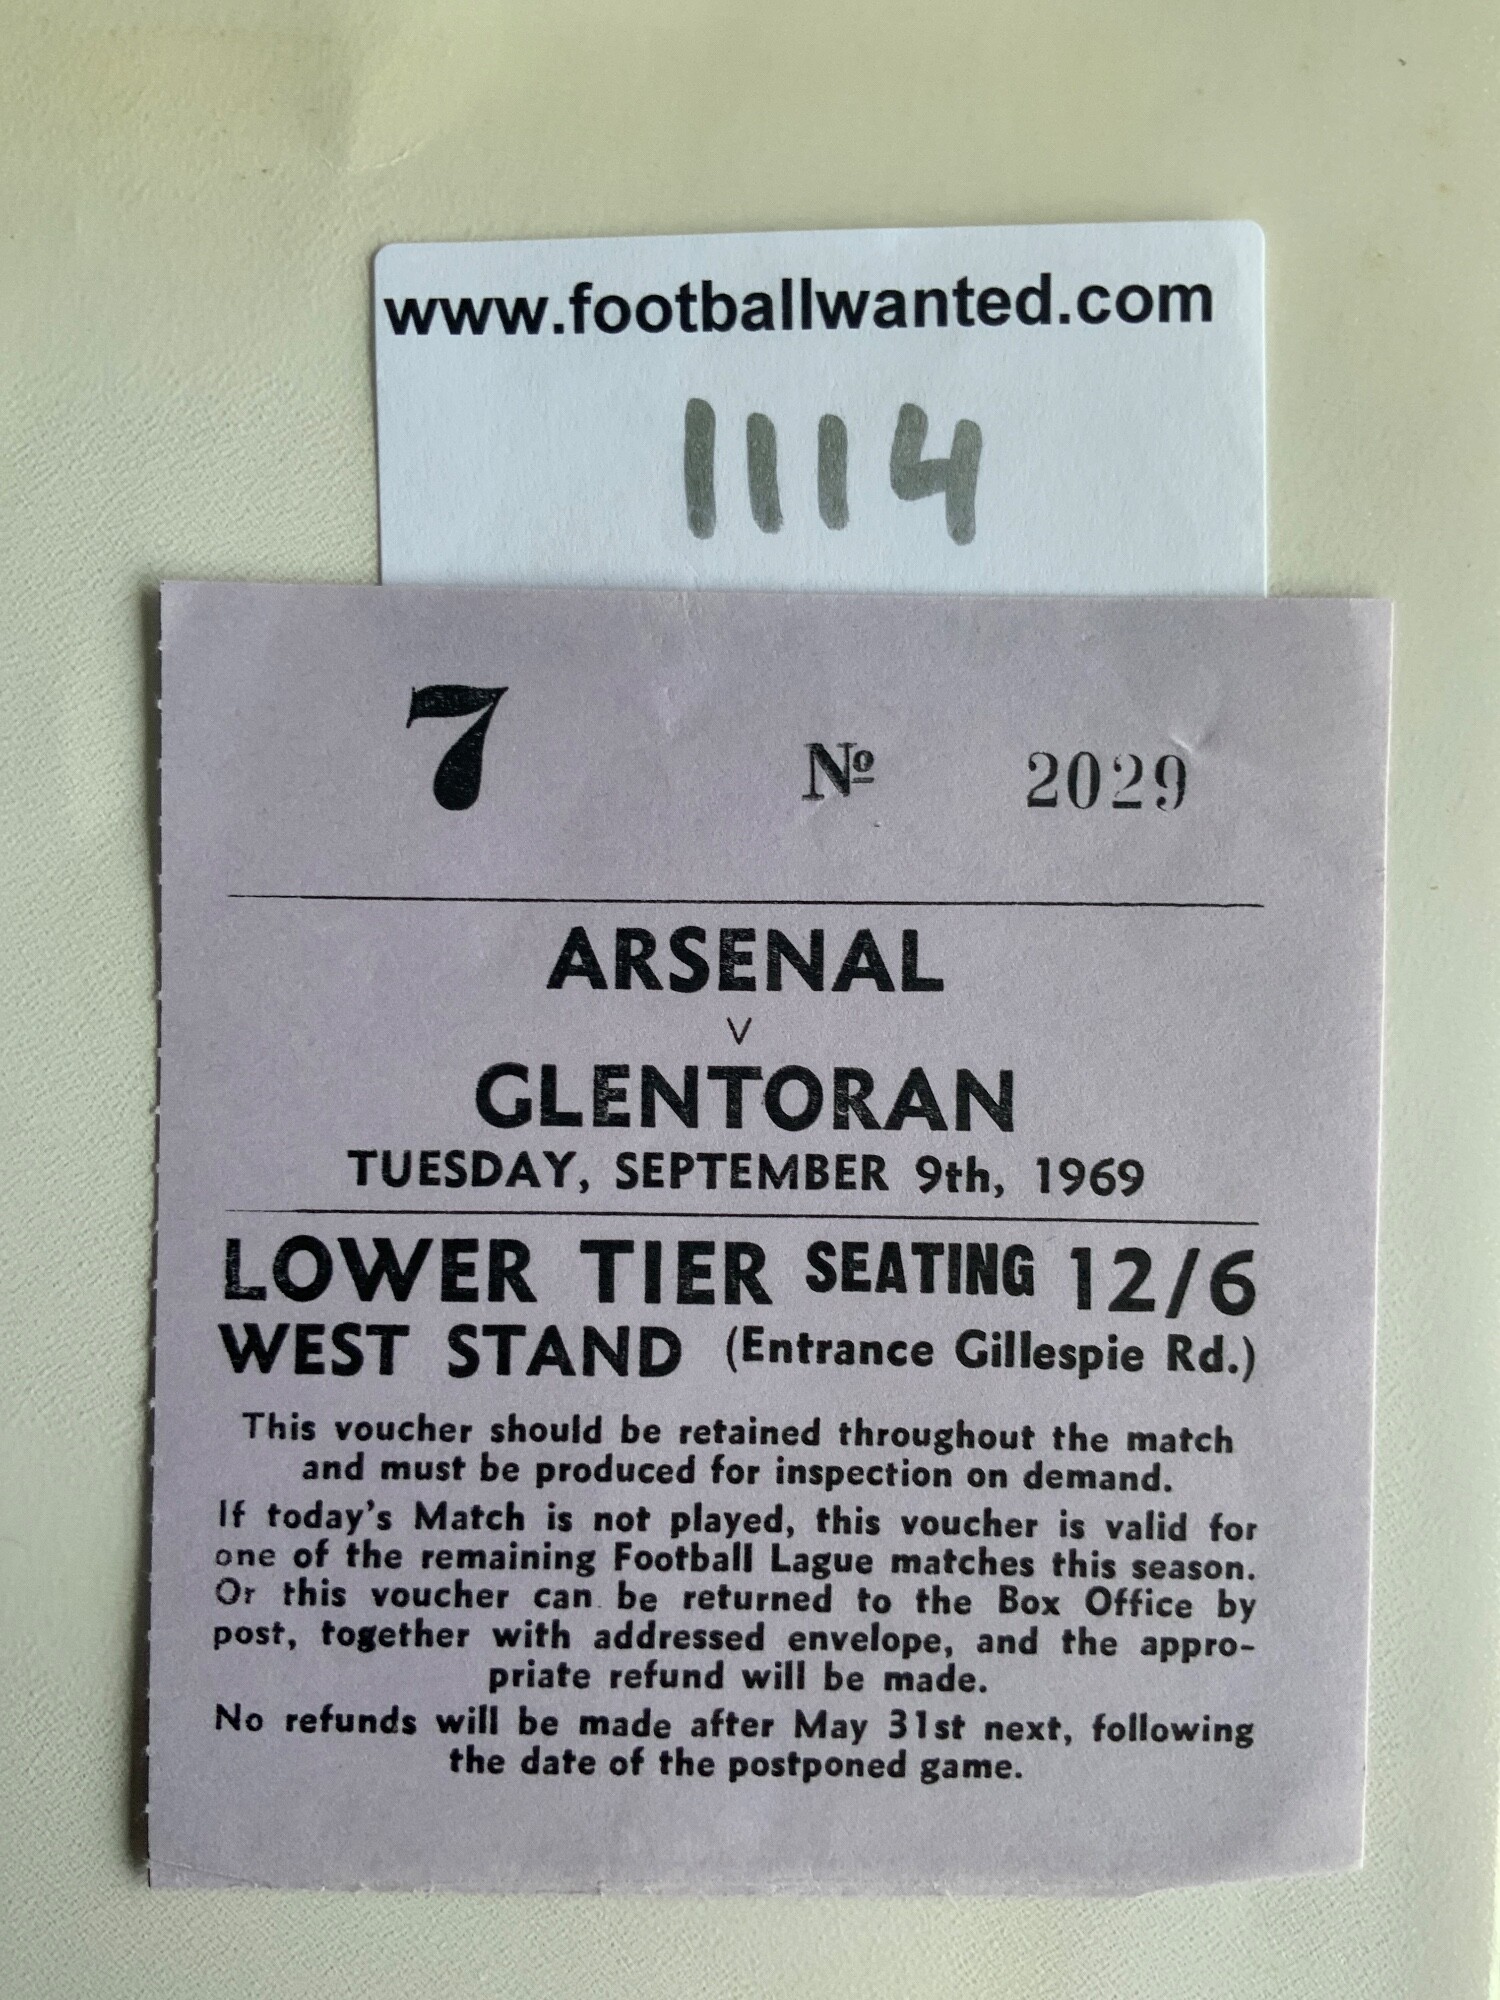 www.footballwanted.com
1114
7 Nº 2029
ARSENAL
V
GLENTORAN
TUESDAY, SEPTEMBER 9th, 1969
LOWER TIER SEATING 12/6
WEST STAND (Entrance Gillespie Rd.)
This voucher should be retained throughout the match
and must be produced for inspection on demand.
If today's Match is not played, this voucher is valid for
one of the remaining Football Lague matches this season.
Or this voucher can be returned to the Box Office by
post, together with addressed envelope, and the appro-
priate refund will be made.
No refunds will be made after May 31st next, following
the date of the postponed game.